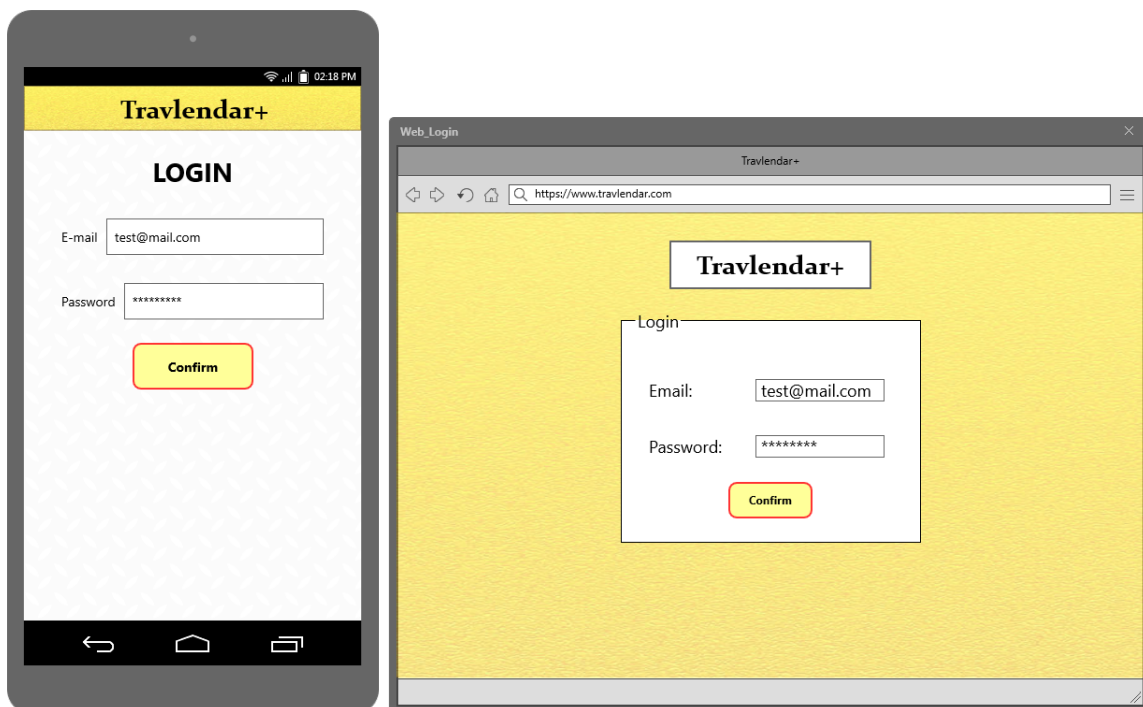 02:18 PM
Travlendar+
LOGIN
E-mail test@mail.com
Password *********
Confirm
Web_Login
Travlendar+
https://www.travlendar.com
Travlendar+
Login
Email: test@mail.com
Password: ********
Confirm